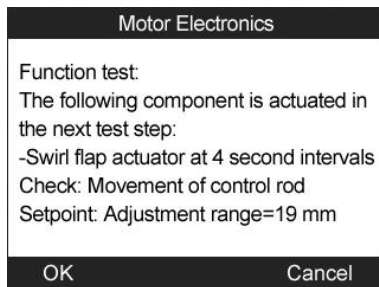 Motor Electronics
Function test:
The following component is actuated in
the next test step:
-Swirl flap actuator at 4 second intervals
Check: Movement of control rod
Setpoint: Adjustment range=19 mm
OK Cancel